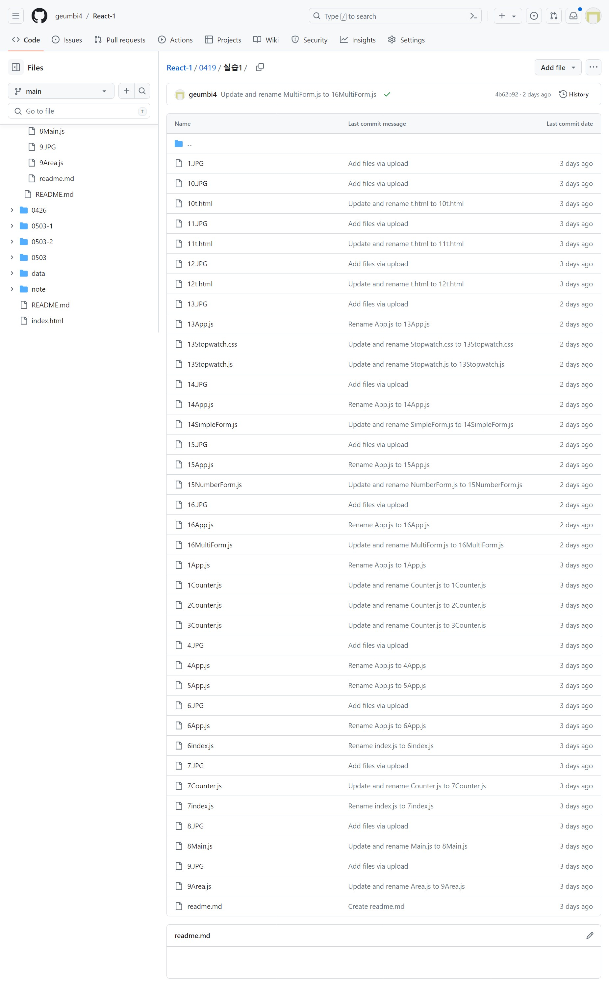 geumbi4 / React-1
Type / to search
Code Issues Pull requests Actions Projects Wiki Security Insights Settings
Files
main
Go to file t
8Main.js
9.JPG
9Area.js
readme.md
README.md
0426
0503-1
0503-2
0503
data
note
README.md
index.html
React-1 / 0419 / 실습1 /
Add file
geumbi4 Update and rename MultiForm.js to 16MultiForm.js 4b62b92 · 2 days ago History
Name Last commit message Last commit date
..
1.JPG Add files via upload 3 days ago
10.JPG Add files via upload 3 days ago
10t.html Update and rename t.html to 10t.html 3 days ago
11.JPG Add files via upload 3 days ago
11t.html Update and rename t.html to 11t.html 3 days ago
12.JPG Add files via upload 3 days ago
12t.html Update and rename t.html to 12t.html 3 days ago
13.JPG Add files via upload 2 days ago
13App.js Rename App.js to 13App.js 2 days ago
13Stopwatch.css Update and rename Stopwatch.css to 13Stopwatch.css 2 days ago
13Stopwatch.js Update and rename Stopwatch.js to 13Stopwatch.js 2 days ago
14.JPG Add files via upload 2 days ago
14App.js Rename App.js to 14App.js 2 days ago
14SimpleForm.js Update and rename SimpleForm.js to 14SimpleForm.js 2 days ago
15.JPG Add files via upload 2 days ago
15App.js Rename App.js to 15App.js 2 days ago
15NumberForm.js Update and rename NumberForm.js to 15NumberForm.js 2 days ago
16.JPG Add files via upload 2 days ago
16App.js Rename App.js to 16App.js 2 days ago
16MultiForm.js Update and rename MultiForm.js to 16MultiForm.js 2 days ago
1App.js Rename App.js to 1App.js 3 days ago
1Counter.js Update and rename Counter.js to 1Counter.js 3 days ago
2Counter.js Update and rename Counter.js to 2Counter.js 3 days ago
3Counter.js Update and rename Counter.js to 3Counter.js 3 days ago
4.JPG Add files via upload 3 days ago
4App.js Rename App.js to 4App.js 3 days ago
5App.js Rename App.js to 5App.js 3 days ago
6.JPG Add files via upload 3 days ago
6App.js Rename App.js to 6App.js 3 days ago
6index.js Rename index.js to 6index.js 3 days ago
7.JPG Add files via upload 3 days ago
7Counter.js Update and rename Counter.js to 7Counter.js 3 days ago
7index.js Rename index.js to 7index.js 3 days ago
8.JPG Add files via upload 3 days ago
8Main.js Update and rename Main.js to 8Main.js 3 days ago
9.JPG Add files via upload 3 days ago
9Area.js Update and rename Area.js to 9Area.js 3 days ago
readme.md Create readme.md 3 days ago
readme.md